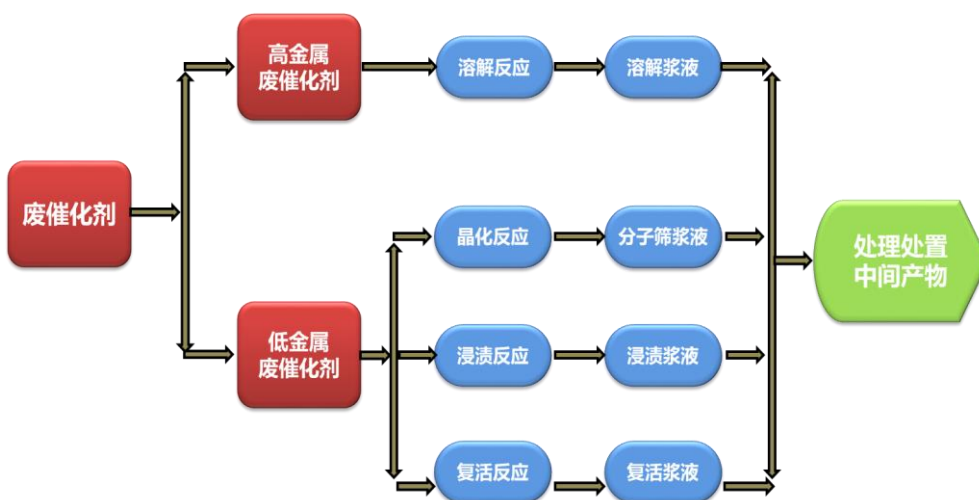 高金属
废催化剂
溶解反应
溶解浆液
废催化剂
晶化反应
分子筛浆液
处理处置
中间产物
低金属
废催化剂
浸渍反应
浸渍浆液
复活反应
复活浆液